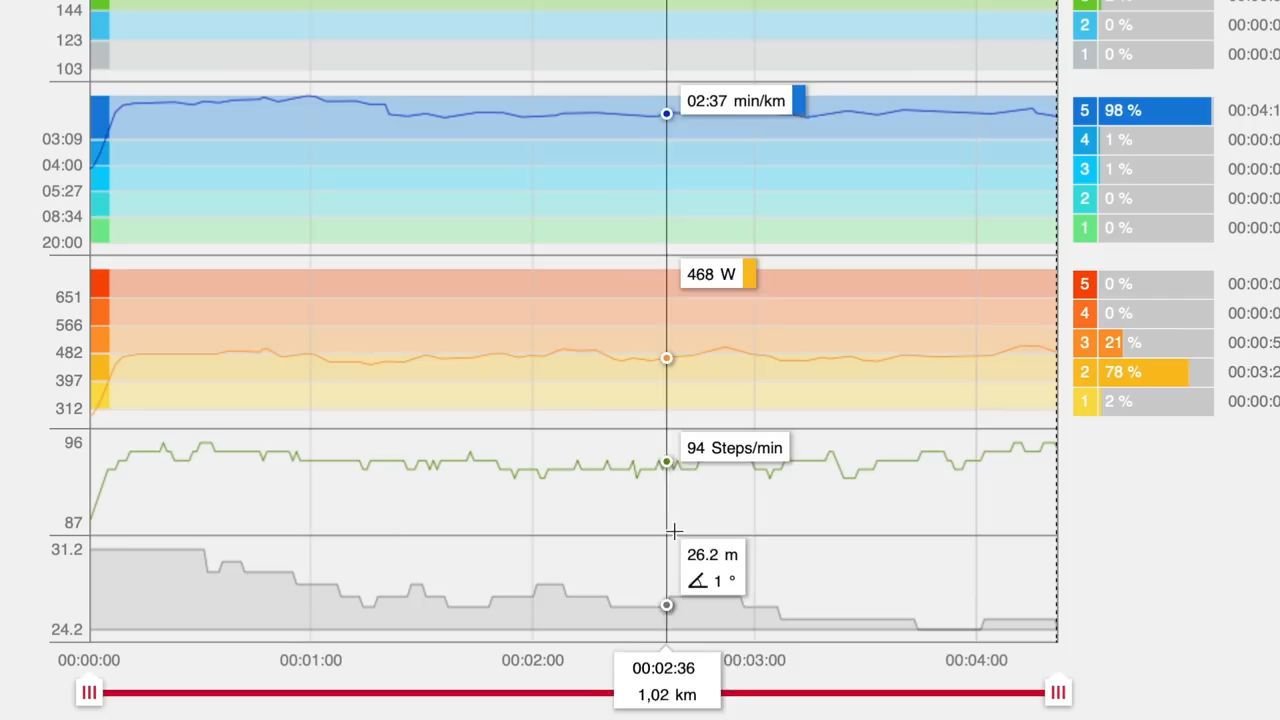 144
2 0 %
00:00:0
123
1 0 %
00:00:0
103
02:37 min/km
5 98 %
00:04:1
03:09
4 1 %
00:00:0
04:00
3 1 %
00:00:0
05:27
2 0 %
00:00:0
08:34
1 0 %
00:00:0
20:00
468 W
5 0 %
00:00:0
651
4 0 %
00:00:0
566
3 21 %
00:00:5
482
2 78 %
00:03:2
397
1 2 %
00:00:0
312
96
94 Steps/min
87
31.2
26.2 m
1 °
24.2
00:00:00
00:01:00
00:02:00
00:03:00
00:04:00
00:02:36
1,02 km